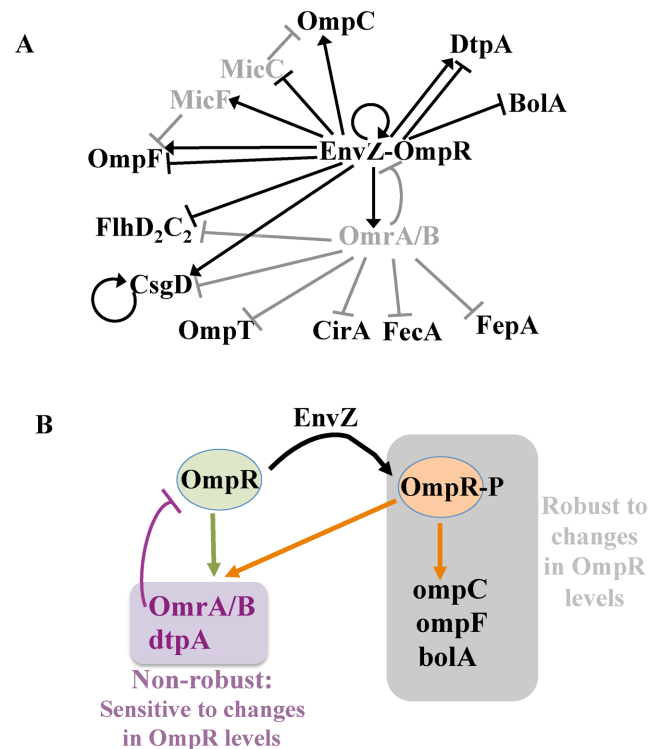 A
OmpC
DtpA
MicC
MicF
BolA
OmpF
EnvZ-OmpR
FlhD₂C₂
OmrA/B
CsgD
OmpT
CirA
FecA
FepA
B
EnvZ
OmpR
OmpR-P
Robust to
changes
in OmpR
levels
ompC
ompF
bolA
OmrA/B
dtpA
Non-robust:
Sensitive to changes
in OmpR levels